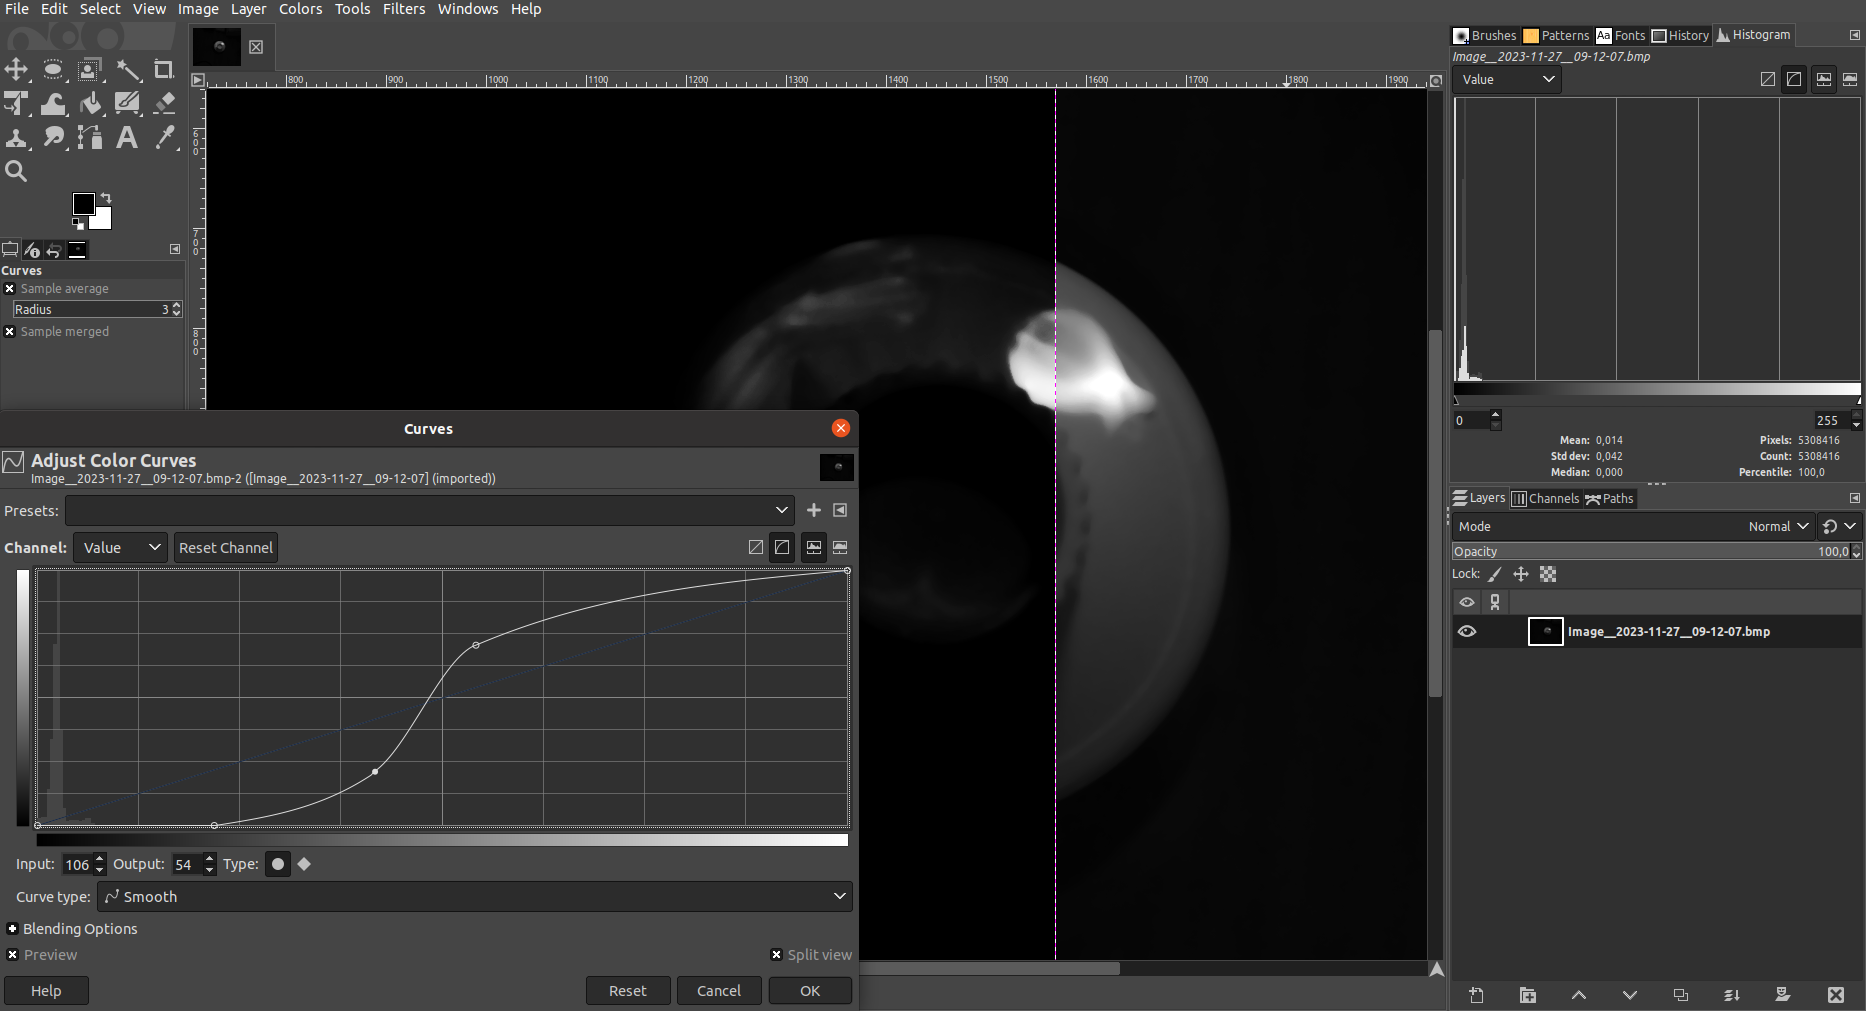 File Edit Select View Image Layer Colors Tools Filters Windows Help
800 900 1000 1100 1200 1300 1400 1500 1600 1700 1800 1900
600
700
800
Curves
Sample average
Radius 3
Sample merged
Curves
Adjust Color Curves
Image__2023-11-27__09-12-07.bmp-2 ([Image__2023-11-27__09-12-07] (imported))
Presets:
Channel: Value Reset Channel
Input: 106 Output: 54 Type:
Curve type: Smooth
Blending Options
Preview Split view
Help Reset Cancel OK
Brushes Patterns Aa Fonts History Histogram
Image__2023-11-27__09-12-07.bmp
Value
0 255
Mean: 0,014 Pixels: 5308416
Std dev: 0,042 Count: 5308416
Median: 0,000 Percentile: 100,0
Layers Channels Paths
Mode Normal
Opacity 100,0
Lock:
Image__2023-11-27__09-12-07.bmp